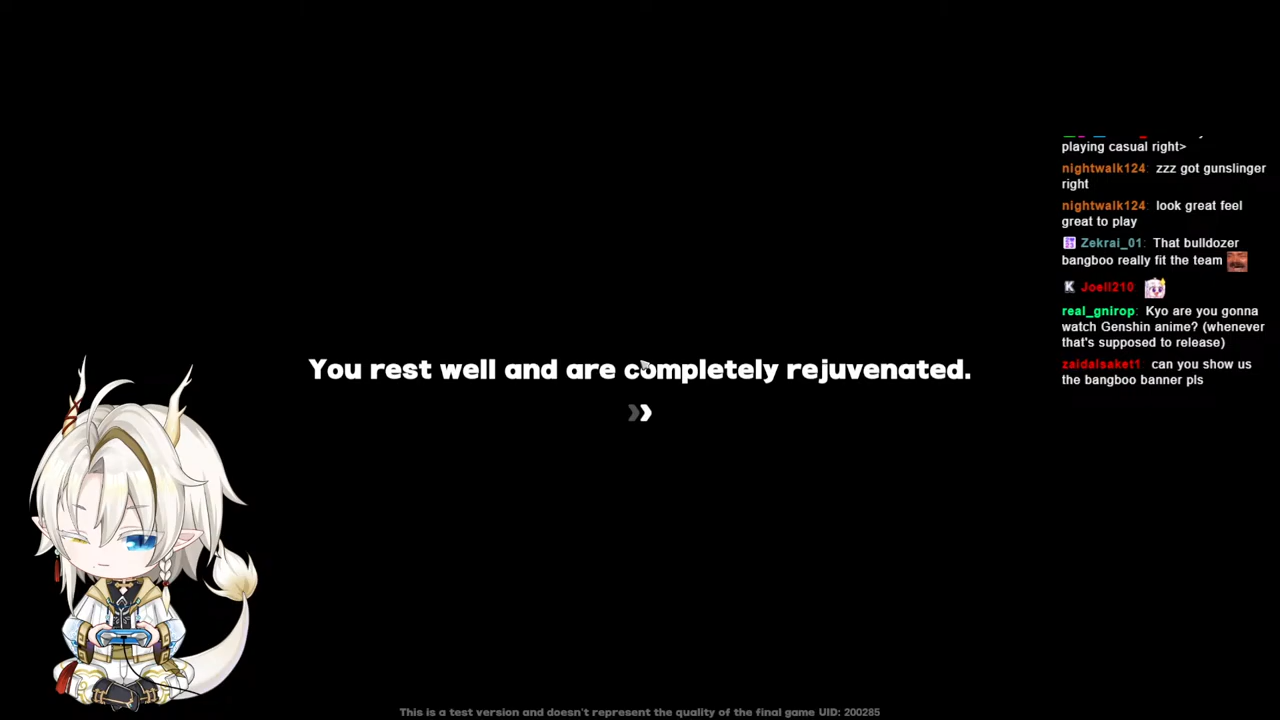 playing casual right>
nightwalk124: zzz got gunslinger
right
nightwalk124: look great feel
great to play
Zekrai_01: That bulldozer
bangboo really fit the team
K Joell210
real_gnirop: Kyo are you gonna
watch Genshin anime? (whenever
that's supposed to release)
zaidalsaket1: can you show us
the bangboo banner pls
You rest well and are completely rejuvenated.
This is a test version and doesn't represent the quality of the final game UID: 200285